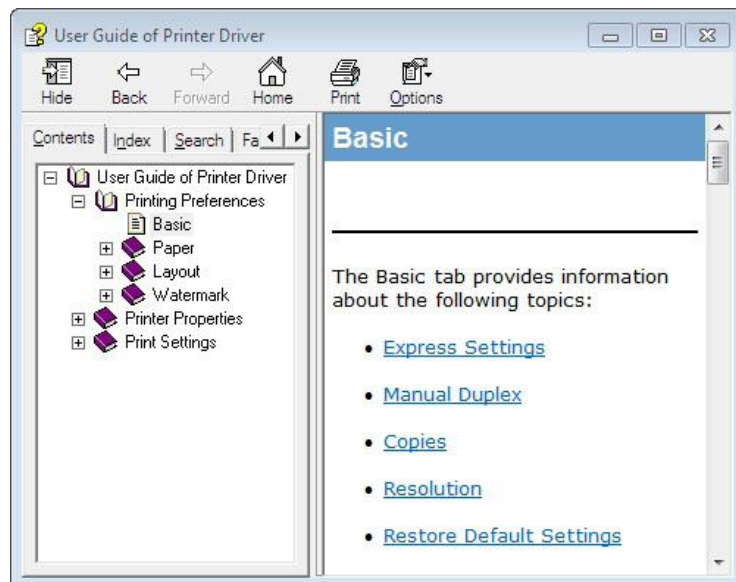 User Guide of Printer Driver
Hide Back Forward Home Print Options
Contents Index Search Fa
User Guide of Printer Driver
Printing Preferences
Basic
Paper
Layout
Watermark
Printer Properties
Print Settings
Basic
The Basic tab provides information
about the following topics:
• Express Settings
• Manual Duplex
• Copies
• Resolution
• Restore Default Settings